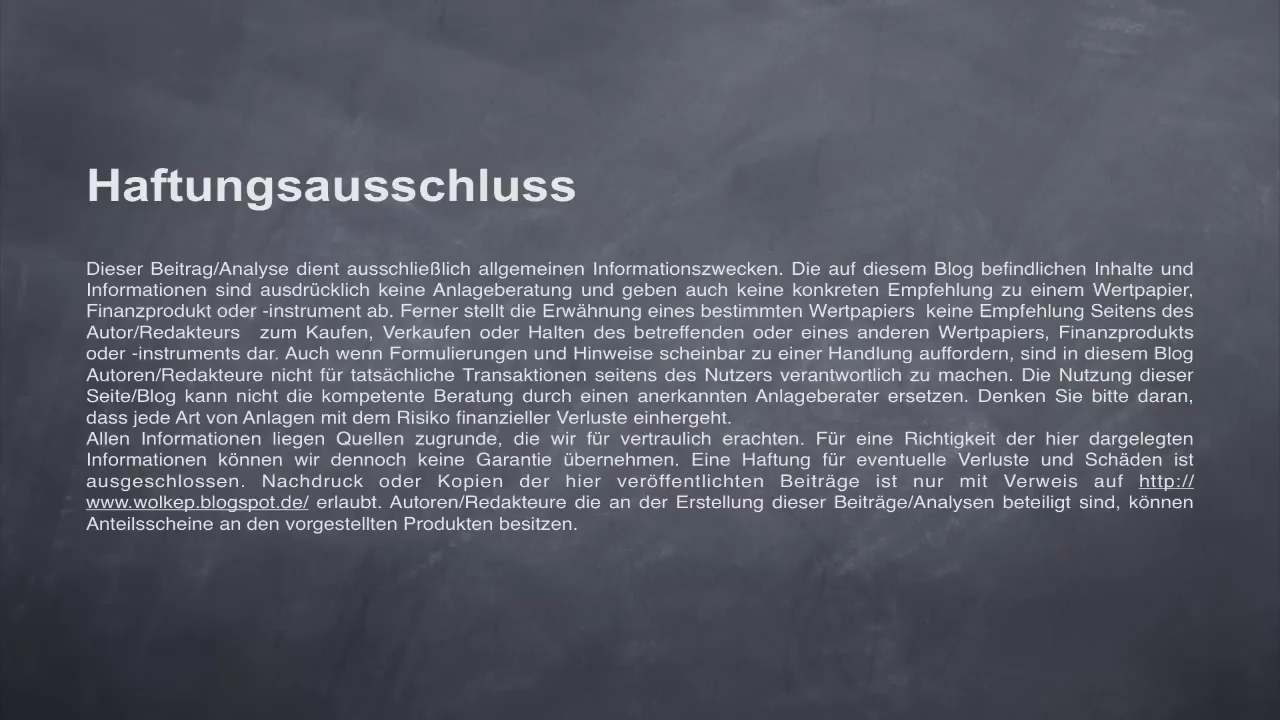 Haftungsausschluss
Dieser Beitrag/Analyse dient ausschließlich allgemeinen Informationszwecken. Die auf diesem Blog befindlichen Inhalte und
Informationen sind ausdrücklich keine Anlageberatung und geben auch keine konkreten Empfehlung zu einem Wertpapier,
Finanzprodukt oder -instrument ab. Ferner stellt die Erwähnung eines bestimmten Wertpapiers keine Empfehlung Seitens des
Autor/Redakteurs zum Kaufen, Verkaufen oder Halten des betreffenden oder eines anderen Wertpapiers, Finanzprodukts
oder -instruments dar. Auch wenn Formulierungen und Hinweise scheinbar zu einer Handlung auffordern, sind in diesem Blog
Autoren/Redakteure nicht für tatsächliche Transaktionen seitens des Nutzers verantwortlich zu machen. Die Nutzung dieser
Seite/Blog kann nicht die kompetente Beratung durch einen anerkannten Anlageberater ersetzen. Denken Sie bitte daran,
dass jede Art von Anlagen mit dem Risiko finanzieller Verluste einhergeht.
Allen Informationen liegen Quellen zugrunde, die wir für vertraulich erachten. Für eine Richtigkeit der hier dargelegten
Informationen können wir dennoch keine Garantie übernehmen. Eine Haftung für eventuelle Verluste und Schäden ist
ausgeschlossen. Nachdruck oder Kopien der hier veröffentlichten Beiträge ist nur mit Verweis auf http://
www.wolkep.blogspot.de/ erlaubt. Autoren/Redakteure die an der Erstellung dieser Beiträge/Analysen beteiligt sind, können
Anteilsscheine an den vorgestellten Produkten besitzen.